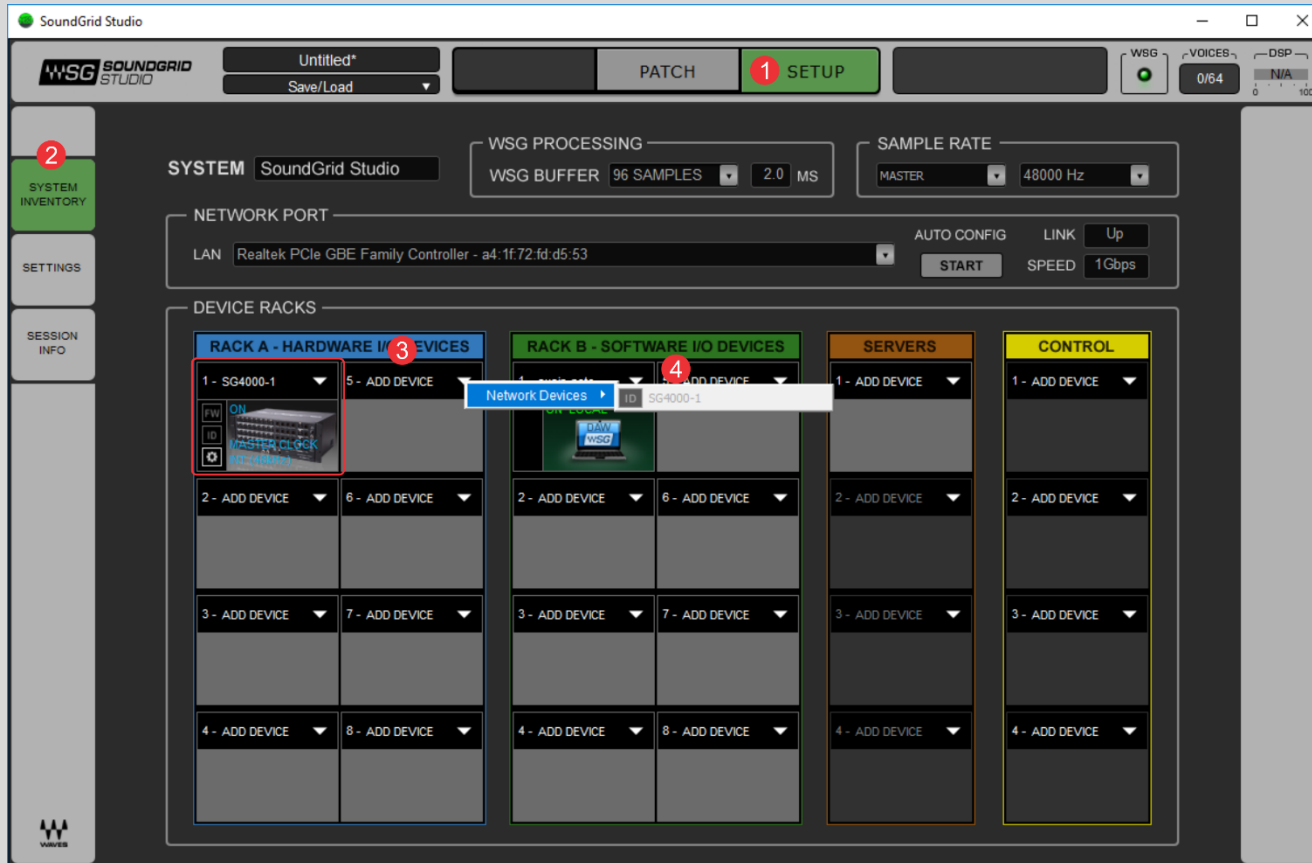 SoundGrid Studio
WSG SOUNDGRID STUDIO
Untitled*
Save/Load
PATCH
1 SETUP
WSG
VOICES
0/64
DSP
N/A
0 100
2
SYSTEM INVENTORY
SETTINGS
SESSION INFO
SYSTEM SoundGrid Studio
WSG PROCESSING
WSG BUFFER 96 SAMPLES 2.0 MS
SAMPLE RATE
MASTER 48000 Hz
NETWORK PORT
LAN Realtek PCIe GBE Family Controller - a4:1f:72:fd:d5:53
AUTO CONFIG
START
LINK Up
SPEED 1Gbps
DEVICE RACKS
RACK A - HARDWARE I/O DEVICES
3
RACK B - SOFTWARE I/O DEVICES
4
SERVERS
CONTROL
1 - SG4000-1
5 - ADD DEVICE
Network Devices
ID SG4000-1
1 - ADD DEVICE
1 - ADD DEVICE
FW
ID
ON
MASTER CLOCK
ON LOCAL
DAW
WSG
2 - ADD DEVICE
6 - ADD DEVICE
2 - ADD DEVICE
6 - ADD DEVICE
2 - ADD DEVICE
2 - ADD DEVICE
3 - ADD DEVICE
7 - ADD DEVICE
3 - ADD DEVICE
7 - ADD DEVICE
3 - ADD DEVICE
3 - ADD DEVICE
4 - ADD DEVICE
8 - ADD DEVICE
4 - ADD DEVICE
8 - ADD DEVICE
4 - ADD DEVICE
4 - ADD DEVICE
WAVES